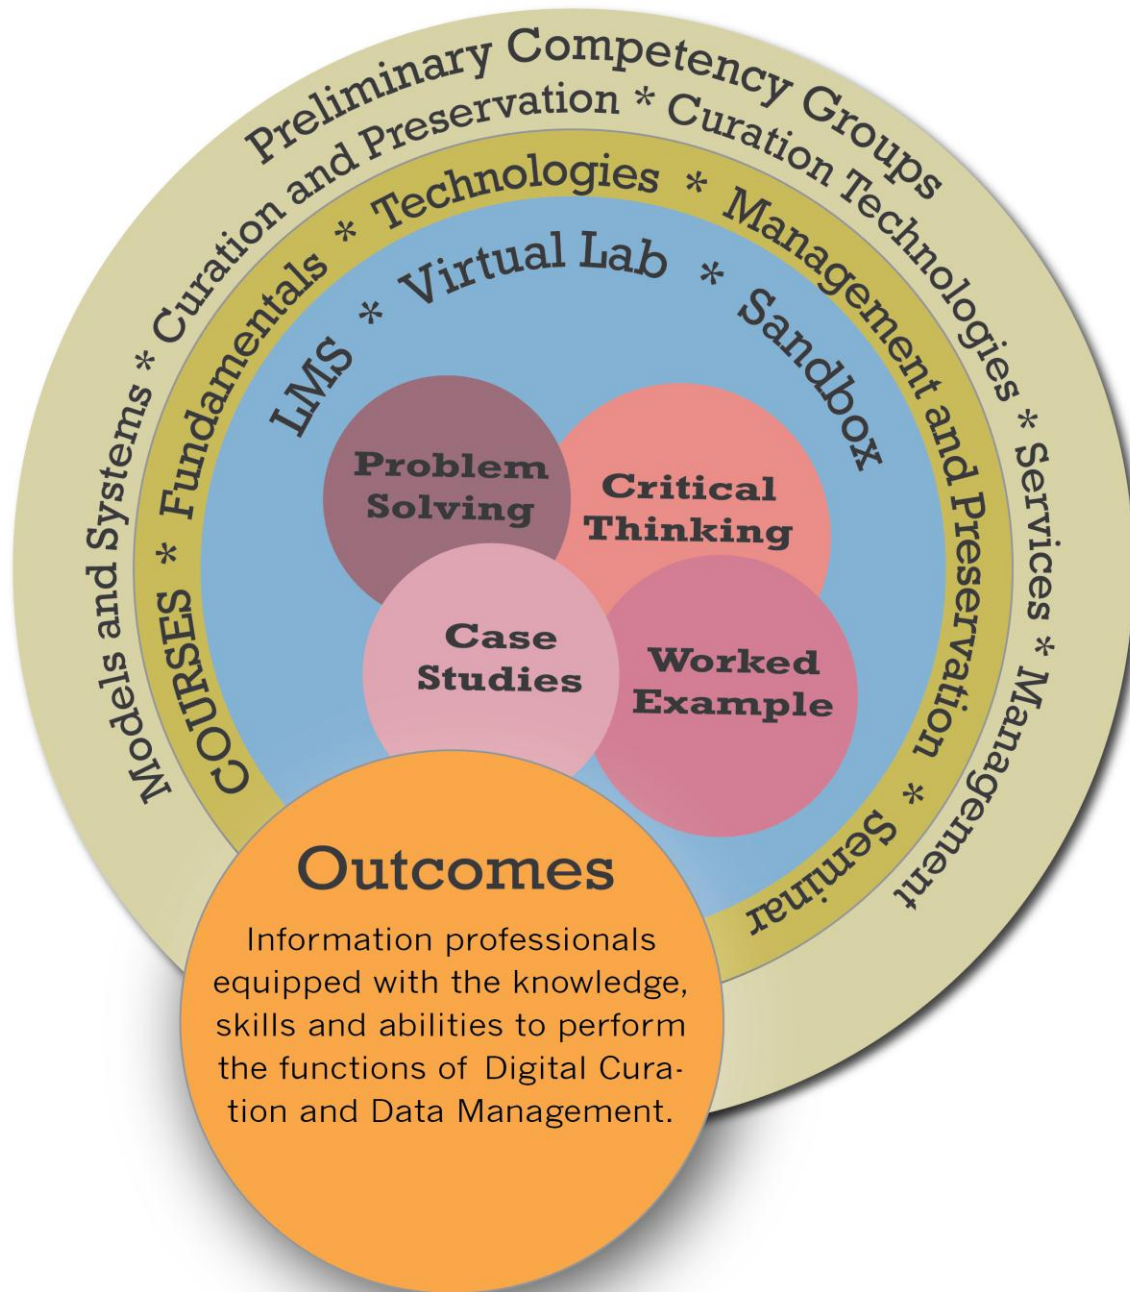 Preliminary Competency Groups
Models and Systems * Curation and Preservation * Curation Technologies * Services * Management
COURSES * Fundamentals * Technologies * Management and Preservation * Seminar
LMS * Virtual Lab * Sandbox
Problem
Solving
Critical
Thinking
Case
Studies
Worked
Example
Outcomes
Information professionals
equipped with the knowledge,
skills and abilities to perform
the functions of Digital Cura-
tion and Data Management.